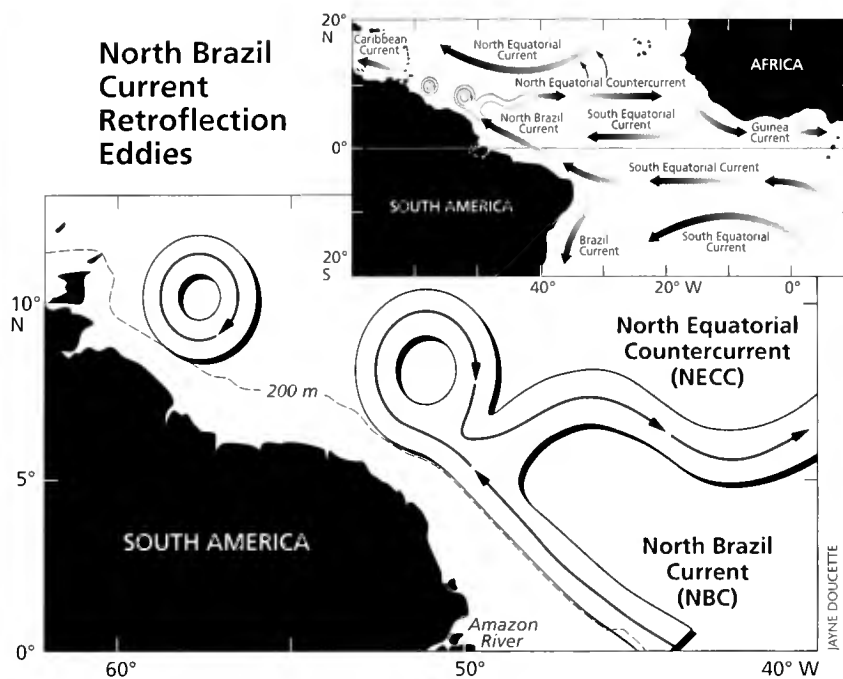 North Brazil
Current
Retroflection
Eddies
20°
N
Caribbean
Current
North Equatorial
Current
AFRICA
North Equatorial Countercurrent
North Brazil
Current
South Equatorial
Current
Guinea
Current
0°
South Equatorial Current
SOUTH AMERICA
Brazil
Current
South Equatorial
Current
20°
S
40°
20° W
0°
10°
N
North Equatorial
Countercurrent
(NECC)
200 m
5°
SOUTH AMERICA
North Brazil
Current
(NBC)
Amazon
River
0°
60°
50°
40° W
JAYNE DOUCETTE